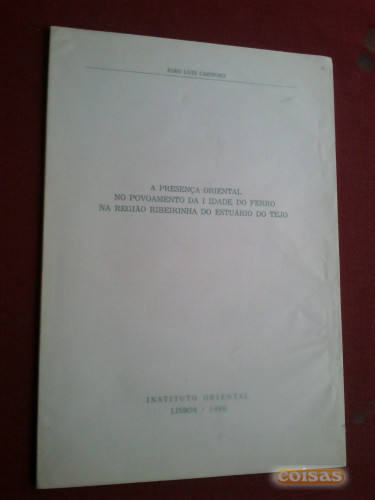 JOÃO LUÍS CARDOSO
A PRESENÇA ORIENTAL
NO POVOAMENTO DA I IDADE DO FERRO
NA REGIÃO RIBEIRINHA DO ESTUÁRIO DO TEJO
INSTITUTO ORIENTAL
LISBOA - 1990
coisas